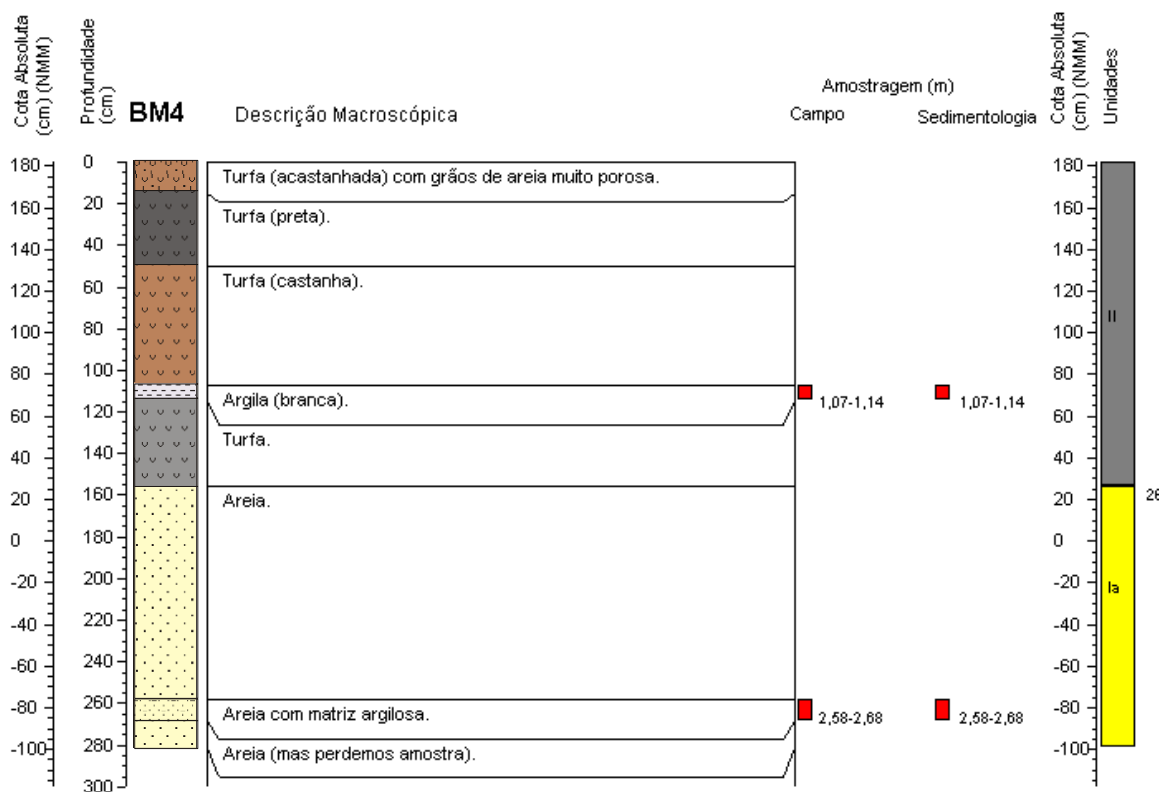 Cota Absoluta
(cm) (NMM)
Profundidade
(cm)
BM4
Descrição Macroscópica
Amostragem (m)
Campo
Sedimentologia
Cota Absoluta
(cm) (NMM)
Unidades
180
160
140
120
100
80
60
40
20
0
-20
-40
-60
-80
-100
0
20
40
60
80
100
120
140
160
180
200
220
240
260
280
300
Turfa (acastanhada) com grãos de areia muito porosa.
Turfa (preta).
Turfa (castanha).
Argila (branca).
Turfa.
Areia.
Areia com matriz argilosa.
Areia (mas perdemos amostra).
1,07-1,14
1,07-1,14
2,58-2,68
2,58-2,68
180
160
140
120
100
80
60
40
20
0
-20
-40
-60
-80
-100
II
Ia
26